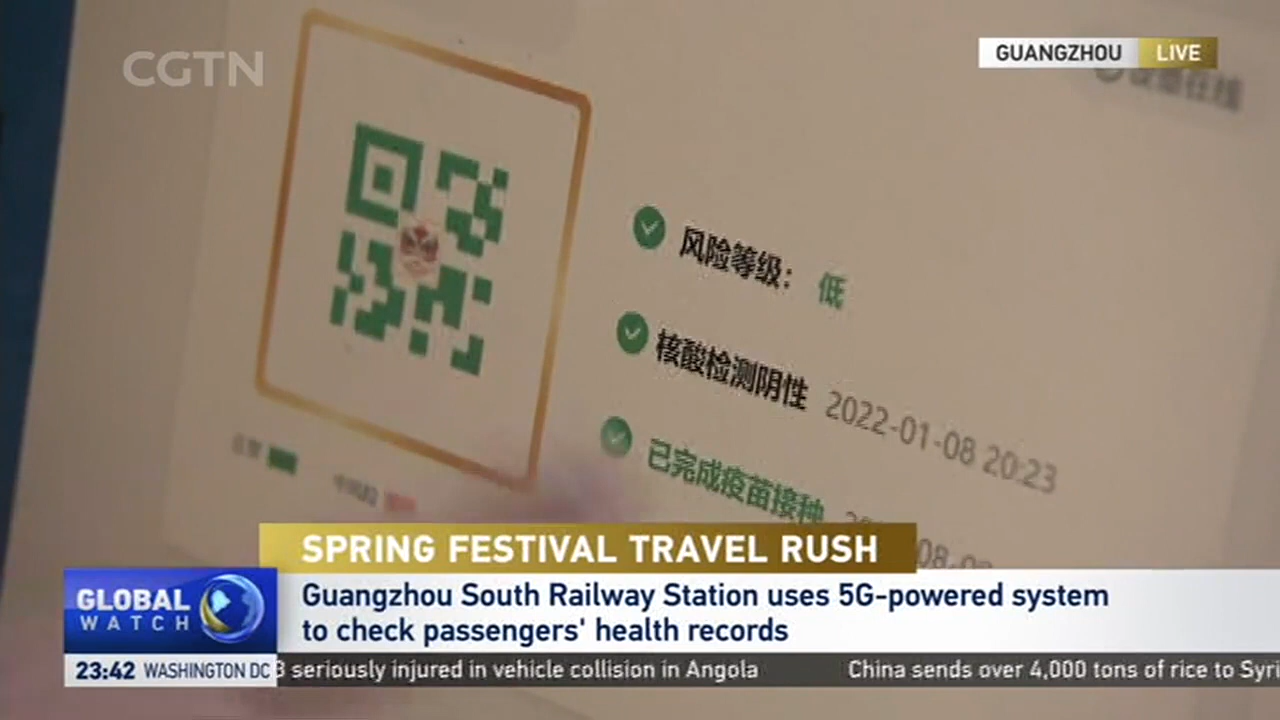 CGTN
GUANGZHOU LIVE
风险等级： 低
核酸检测阴性 2022-01-08 20:23
已完成疫苗接种
SPRING FESTIVAL TRAVEL RUSH
GLOBAL WATCH
Guangzhou South Railway Station uses 5G-powered system
to check passengers' health records
23:42 WASHINGTON DC
seriously injured in vehicle collision in Angola China sends over 4,000 tons of rice to